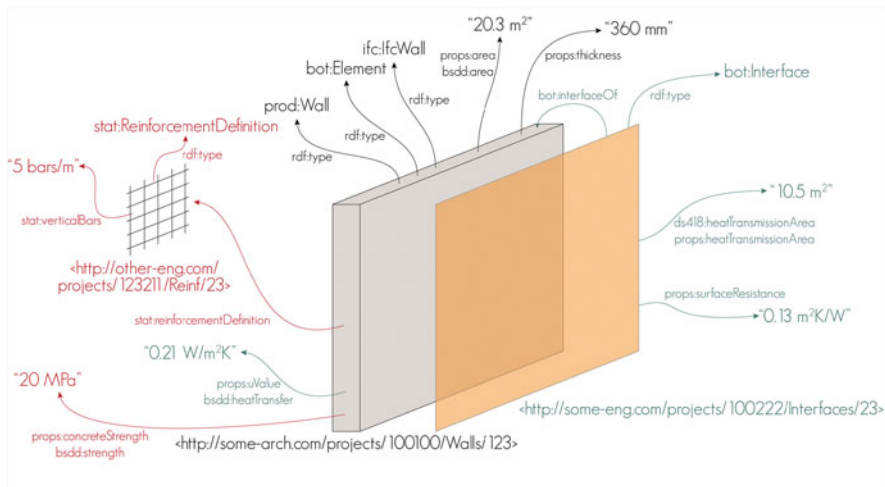 "20.3 m²"
"360 mm"
ifc:IfcWall
props:area
bsdd:area
props:thickness
bot:Element
bot:Interface
bot:interfaceOf
rdf:type
prod:Wall
rdf:type
stat:ReinforcementDefinition
rdf:type
rdf:type
rdf:type
"5 bars/m"
"10.5 m²"
stat:verticalBars
ds418:heatTransmissionArea
props:heatTransmissionArea
<http://other-eng.com/
projects/123211/Reinf/23>
props:surfaceResistance
stat:reinforcementDefinition
"0.13 m²K/W"
"0.21 W/m²K"
"20 MPa"
props:uValue
bsdd:heatTransfer
<http://some-eng.com/projects/100222/Interfaces/23>
props:concreteStrength
bsdd:strength
<http://some-arch.com/projects/100100/Walls/123>